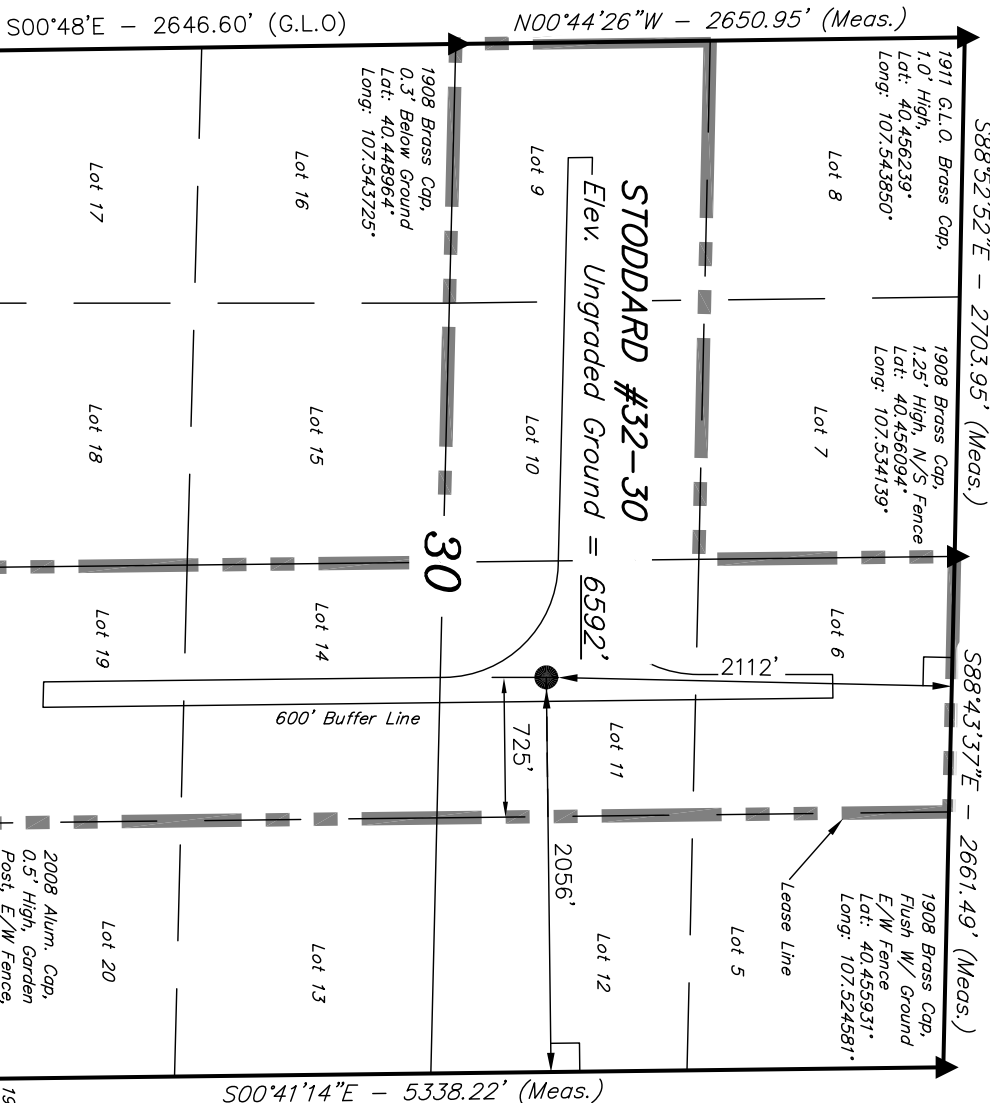 S00°48'E – 2646.60' (G.L.O)
N00°44'26"W – 2650.95' (Meas.)
S88°52'52"E – 2703.95' (Meas.)
S88°43'37"E – 2661.49' (Meas.)
1911 G.L.O. Brass Cap,
1.0' High,
Lat: 40.456239°
Long: 107.543850°
1908 Brass Cap,
1.25' High, N/S Fence
Lat: 40.456094°
Long: 107.534139°
1908 Brass Cap,
Flush W/ Ground
E/W Fence
Lat: 40.455931°
Long: 107.524581°
Lot 8
Lot 7
Lot 6
Lot 5
Lease Line
2112'
STODDARD #32–30
Elev. Ungraded Ground = 6592'
Lot 9
Lot 10
Lot 11
Lot 12
725'
2056'
1908 Brass Cap,
0.3' Below Ground
Lat: 40.448964°
Long: 107.543725°
30
600' Buffer Line
Lot 16
Lot 15
Lot 14
Lot 13
Lot 17
Lot 18
Lot 19
Lot 20
2008 Alum. Cap,
0.5' High, Garden
Post, E/W Fence,
S00°41'14"E – 5338.22' (Meas.)
19